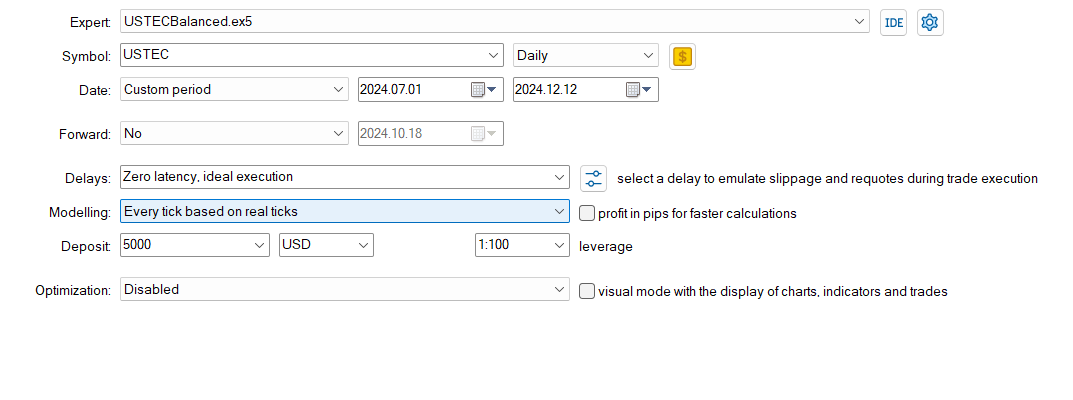 Expert: USTECBalanced.ex5 IDE
Symbol: USTEC Daily $
Date: Custom period 2024.07.01 2024.12.12
Forward: No 2024.10.18
Delays: Zero latency, ideal execution select a delay to emulate slippage and requotes during trade execution
Modelling: Every tick based on real ticks profit in pips for faster calculations
Deposit: 5000 USD 1:100 leverage
Optimization: Disabled visual mode with the display of charts, indicators and trades